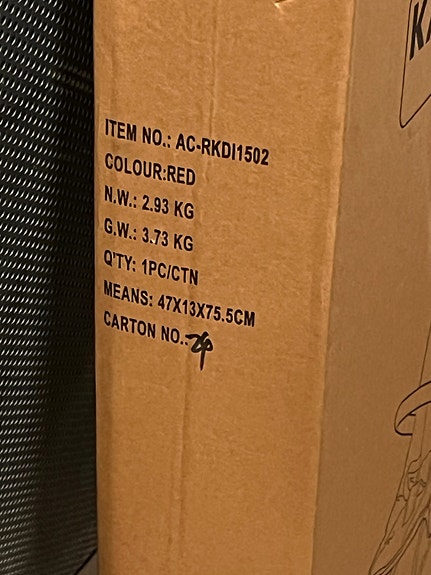 ITEM NO.: AC-RKDI1502
COLOUR:RED
N.W.: 2.93 KG
G.W.: 3.73 KG
Q'TY: 1PC/CTN
MEANS: 47X13X75.5CM
CARTON NO.: